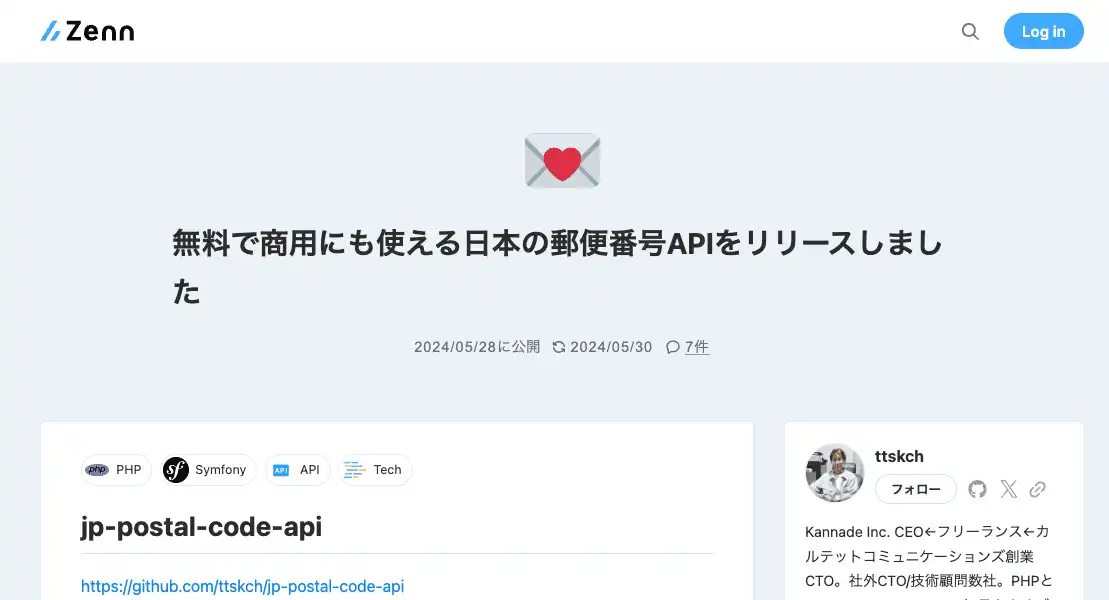 Zenn
Log in
無料で商用にも使える日本の郵便番号APIをリリースしまし
た
2024/05/28に公開 2024/05/30 7件
php PHP sf Symfony API API Tech
jp-postal-code-api
https://github.com/ttskch/jp-postal-code-api
ttskch
フォロー
Kannade Inc. CEO←フリーランス←カ
ルテットコミュニケーションズ創業
CTO。社外CTO/技術顧問数社。PHPと